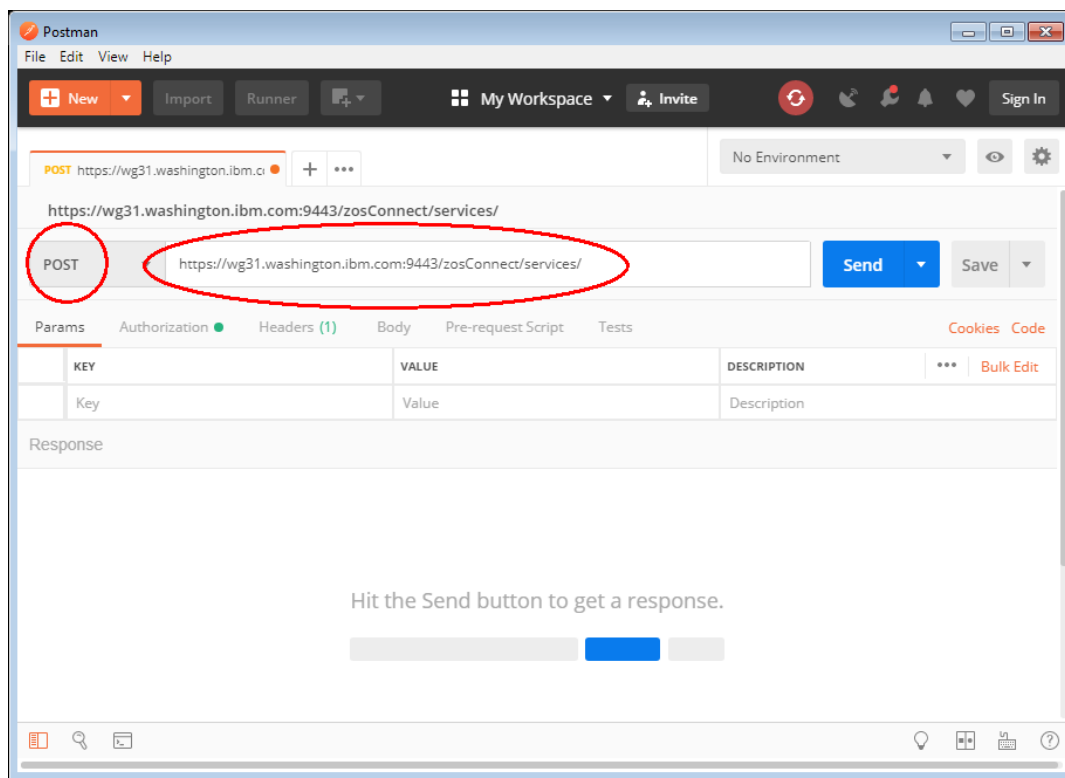 Postman
File Edit View Help
New Import Runner My Workspace Invite Sign In
POST https://wg31.washington.ibm.c No Environment
https://wg31.washington.ibm.com:9443/zosConnect/services/
POST https://wg31.washington.ibm.com:9443/zosConnect/services/ Send Save
Params Authorization Headers (1) Body Pre-request Script Tests Cookies Code
KEY VALUE DESCRIPTION Bulk Edit
Key Value Description
Response
Hit the Send button to get a response.